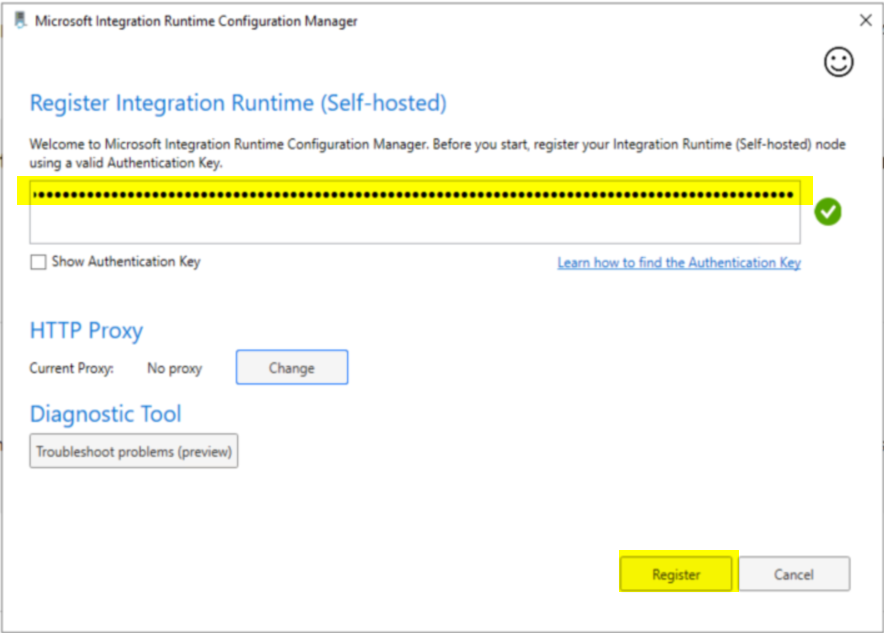 Microsoft Integration Runtime Configuration Manager
Register Integration Runtime (Self-hosted)
Welcome to Microsoft Integration Runtime Configuration Manager. Before you start, register your Integration Runtime (Self-hosted) node
using a valid Authentication Key.
Show Authentication Key
Learn how to find the Authentication Key
HTTP Proxy
Current Proxy: No proxy Change
Diagnostic Tool
Troubleshoot problems (preview)
Register Cancel